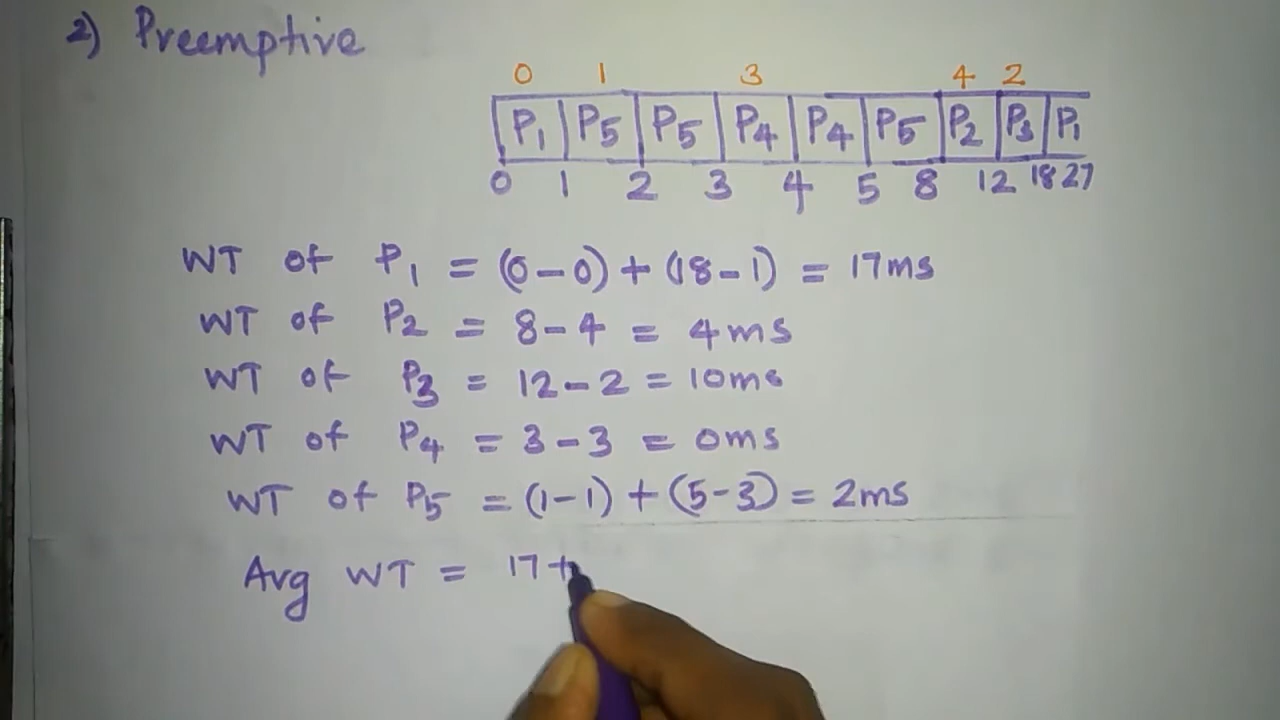 2) Preemptive
0 1 3 4 2
P1 P5 P5 P4 P4 P5 P2 P3 P1
0 1 2 3 4 5 8 12 18 27
WT of P1 = (0-0) + (18-1) = 17ms
WT of P2 = 8-4 = 4ms
WT of P3 = 12-2 = 10ms
WT of P4 = 3-3 = 0ms
WT of P5 = (1-1) + (5-3) = 2ms
Avg WT = 17+